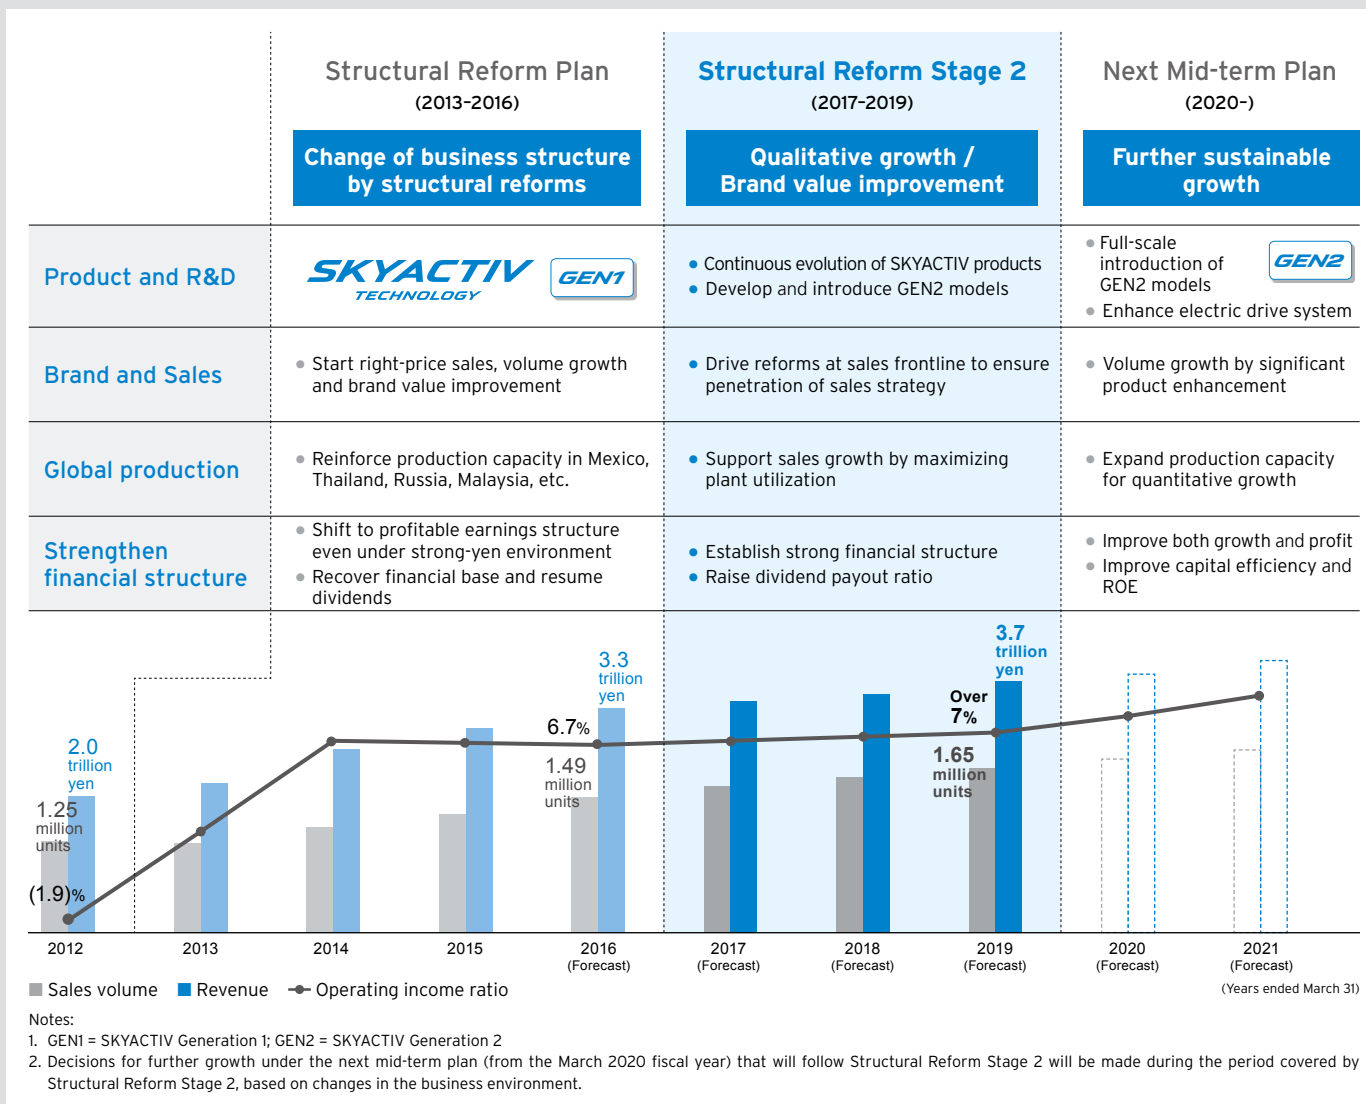 Structural Reform Plan
(2013–2016)
Change of business structure
by structural reforms
Structural Reform Stage 2
(2017–2019)
Qualitative growth /
Brand value improvement
Next Mid-term Plan
(2020–)
Further sustainable
growth
Product and R&D
SKYACTIV
TECHNOLOGY
GEN1
• Continuous evolution of SKYACTIV products
• Develop and introduce GEN2 models
• Full-scale
introduction of
GEN2 models
GEN2
• Enhance electric drive system
Brand and Sales
• Start right-price sales, volume growth
and brand value improvement
• Drive reforms at sales frontline to ensure
penetration of sales strategy
• Volume growth by significant
product enhancement
Global production
• Reinforce production capacity in Mexico,
Thailand, Russia, Malaysia, etc.
• Support sales growth by maximizing
plant utilization
• Expand production capacity
for quantitative growth
Strengthen
financial structure
• Shift to profitable earnings structure
even under strong-yen environment
• Recover financial base and resume
dividends
• Establish strong financial structure
• Raise dividend payout ratio
• Improve both growth and profit
• Improve capital efficiency and
ROE
2.0
trillion
yen
1.25
million
units
(1.9)%
3.3
trillion
yen
6.7%
1.49
million
units
3.7
trillion
yen
Over
7%
1.65
million
units
2012
2013
2014
2015
2016
(Forecast)
2017
(Forecast)
2018
(Forecast)
2019
(Forecast)
2020
(Forecast)
2021
(Forecast)
Sales volume
Revenue
Operating income ratio
(Years ended March 31)
Notes:
1. GEN1 = SKYACTIV Generation 1; GEN2 = SKYACTIV Generation 2
2. Decisions for further growth under the next mid-term plan (from the March 2020 fiscal year) that will follow Structural Reform Stage 2 will be made during the period covered by
Structural Reform Stage 2, based on changes in the business environment.